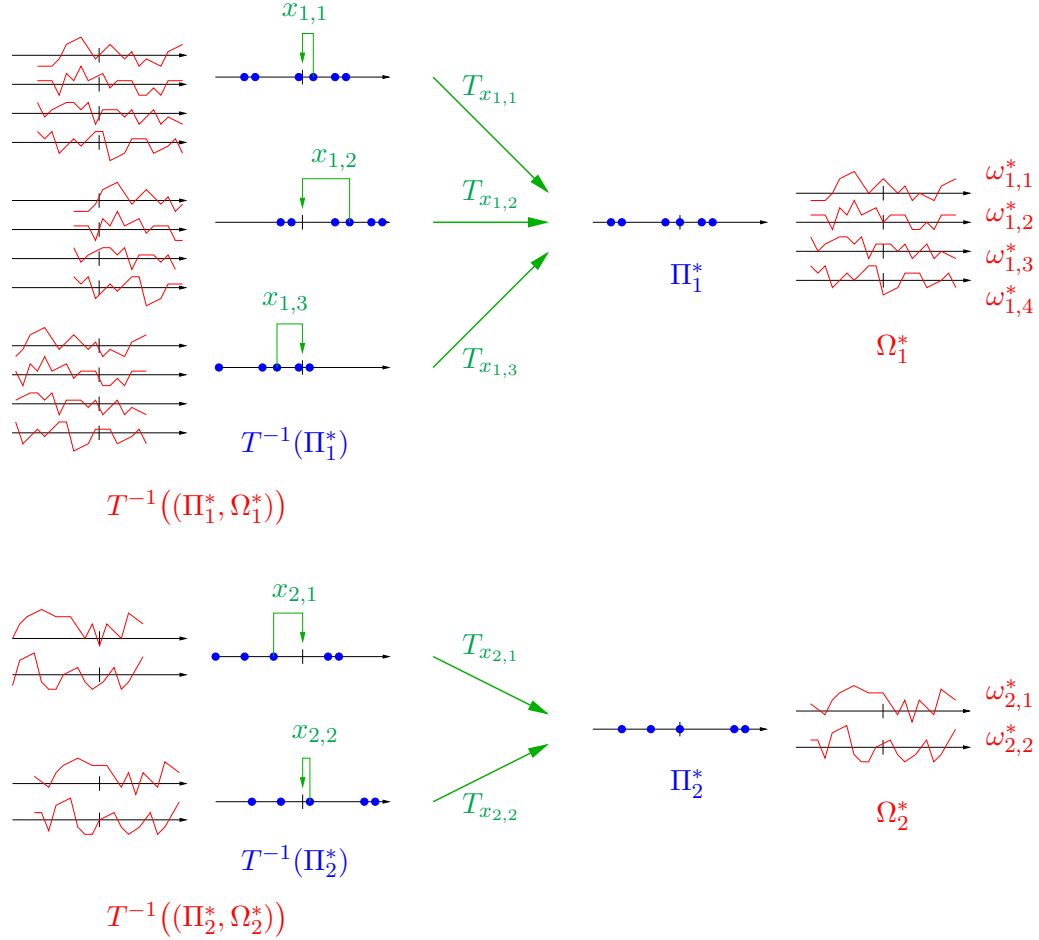 x_{1,1}
T_{x_{1,1}}
x_{1,2}
T_{x_{1,2}}
ω^*_{1,1}
ω^*_{1,2}
ω^*_{1,3}
ω^*_{1,4}
Π^*_1
x_{1,3}
T_{x_{1,3}}
Ω^*_1
T^{-1}(Π^*_1)
T^{-1}((Π^*_1, Ω^*_1))
x_{2,1}
T_{x_{2,1}}
ω^*_{2,1}
ω^*_{2,2}
x_{2,2}
Π^*_2
T_{x_{2,2}}
Ω^*_2
T^{-1}(Π^*_2)
T^{-1}((Π^*_2, Ω^*_2))